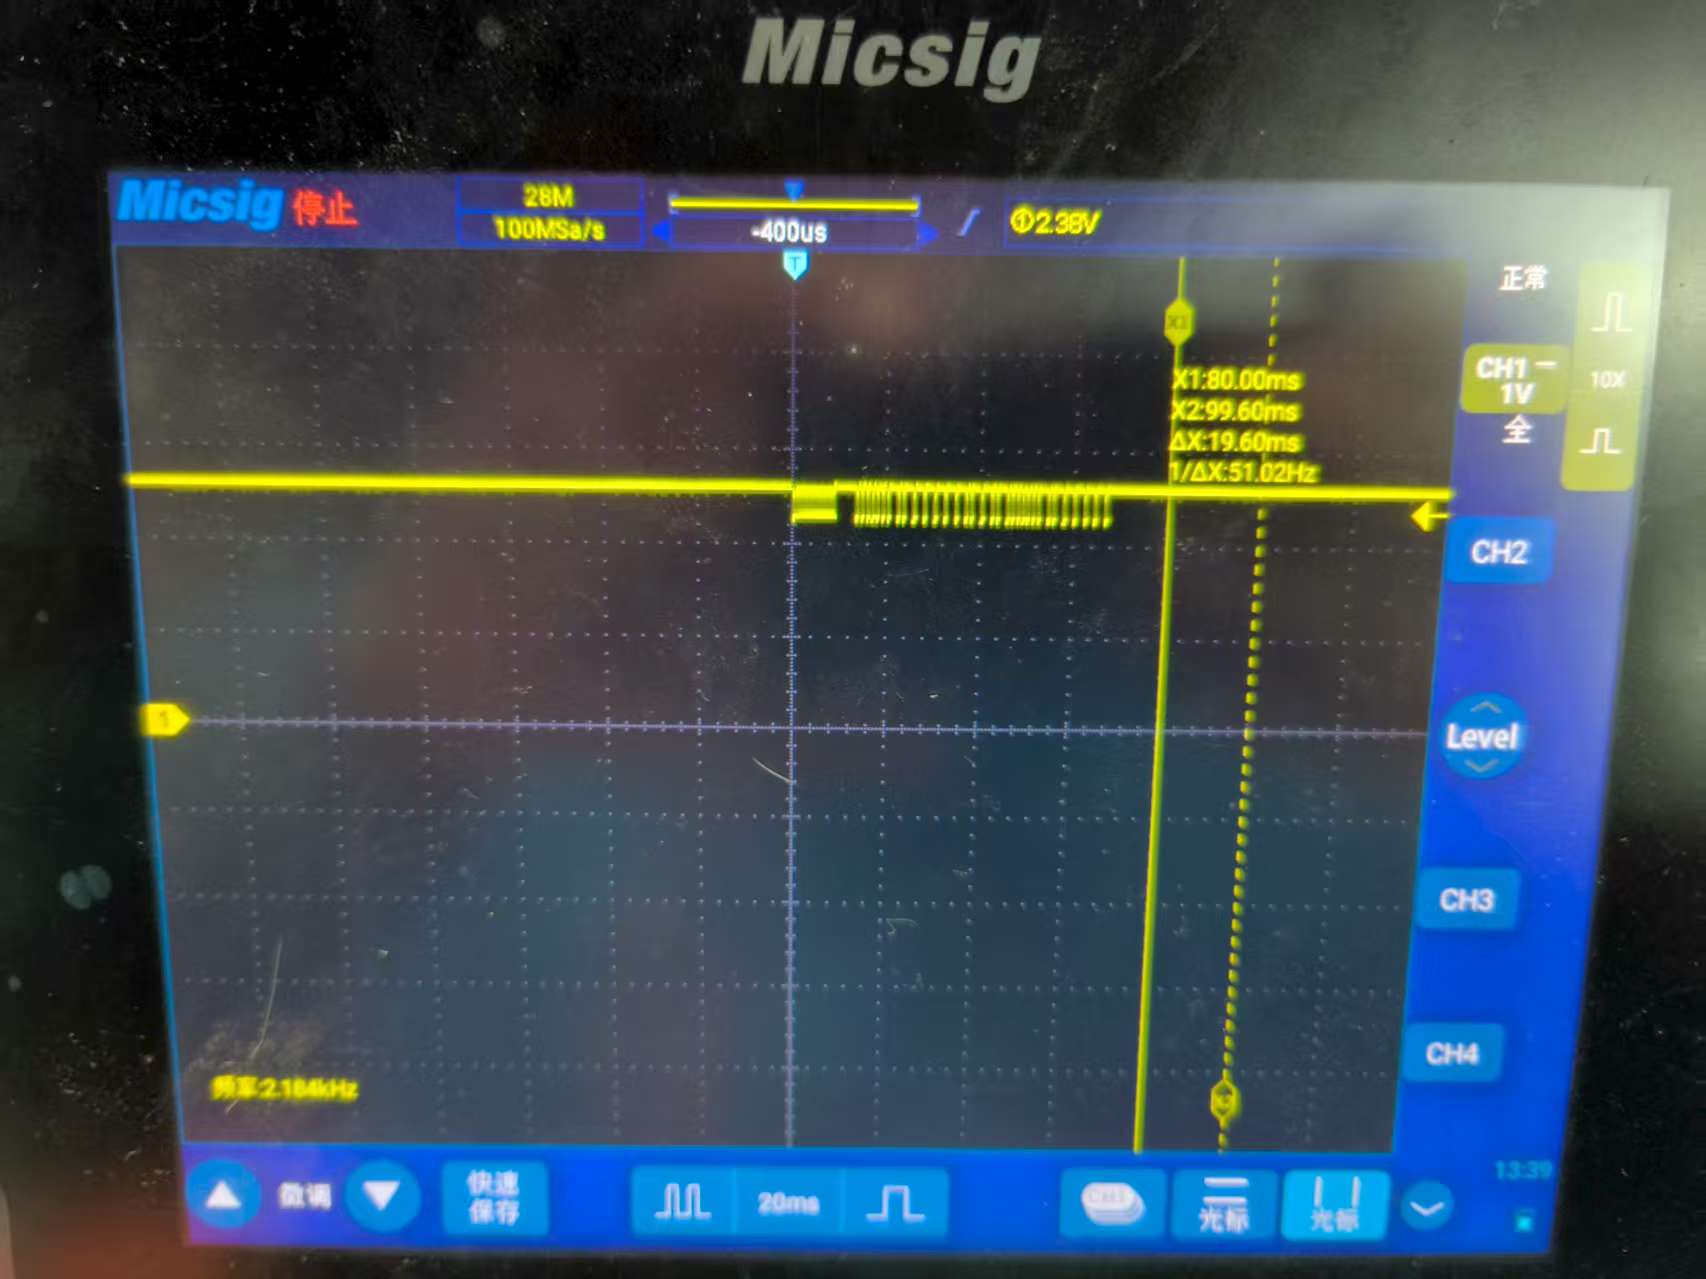 Micsig
Micsig 停止
28M
100MSa/s
-400us
①2.38V
T
正常
X1
X1:80.00ms
X2:99.60ms
ΔX:19.60ms
1/ΔX:51.02Hz
CH1
1V
全
10X
CH2
1
Level
CH3
CH4
频率:2.184kHz
13:39
微调
快速
保存
20ms
CH1
光标
光标